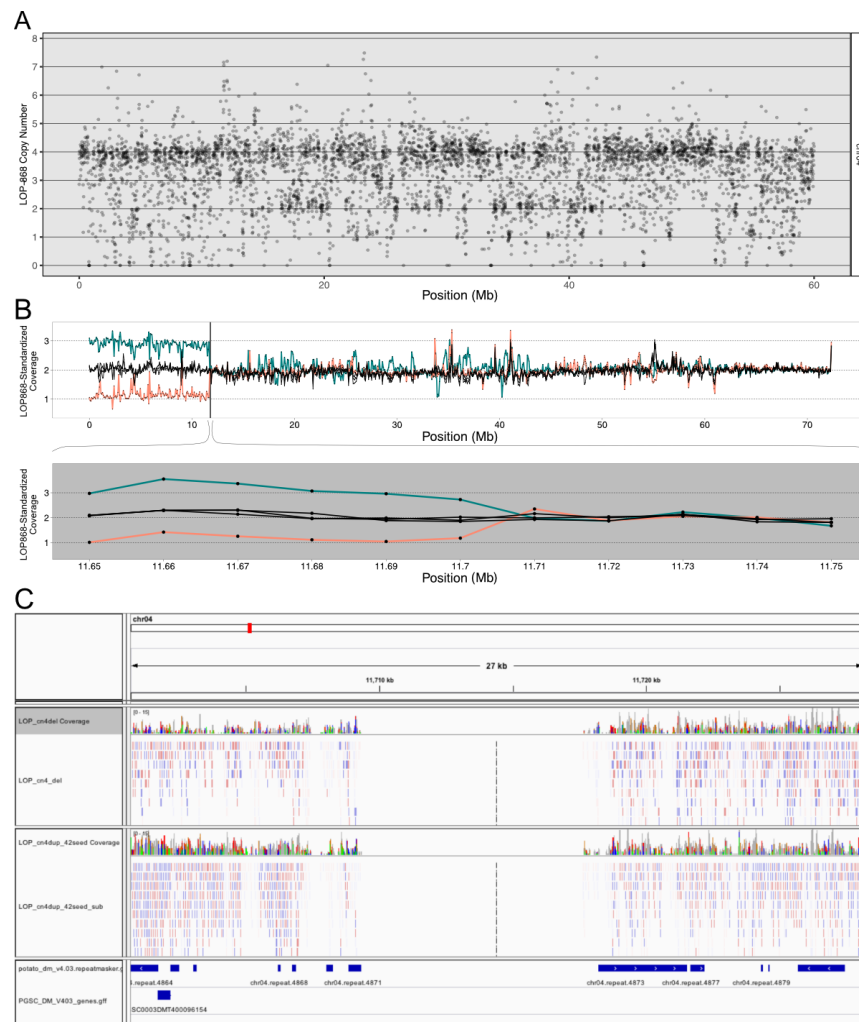 A
8
7
6
5
4
3
2
1
0
LOP-868 Copy Number
0 20 40 60
Position (Mb)
B
LOP868-Standardized
Coverage
3
2
1
0 10 20 30 40 50 60 70
Position (Mb)
LOP868-Standardized
Coverage
3
2
1
11.65 11.66 11.67 11.68 11.69 11.7 11.71 11.72 11.73 11.74 11.75
Position (Mb)
C
chr04
27 kb
11,710 kb 11,720 kb
LOP_cn4del Coverage
[0 - 15]
LOP_cn4_del
LOP_cn4dup_42seed Coverage
[0 - 15]
LOP_cn4dup_42seed_sub
potato_dm_v4.03.repeatmasker.g
4.repeat.4864 chr04.repeat.4868 chr04.repeat.4871 chr04.repeat.4873 chr04.repeat.4877 chr04.repeat.4879
PGSC_DM_V403_genes.gff
SC0003DMT400096154